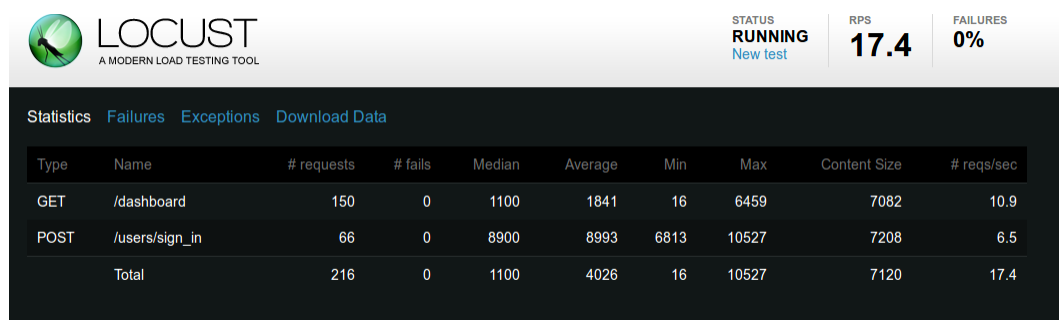 LOCUST
A MODERN LOAD TESTING TOOL
STATUS
RUNNING
New test
RPS
17.4
FAILURES
0%
Statistics Failures Exceptions Download Data
Type Name # requests # fails Median Average Min Max Content Size # reqs/sec
GET /dashboard 150 0 1100 1841 16 6459 7082 10.9
POST /users/sign_in 66 0 8900 8993 6813 10527 7208 6.5
Total 216 0 1100 4026 16 10527 7120 17.4